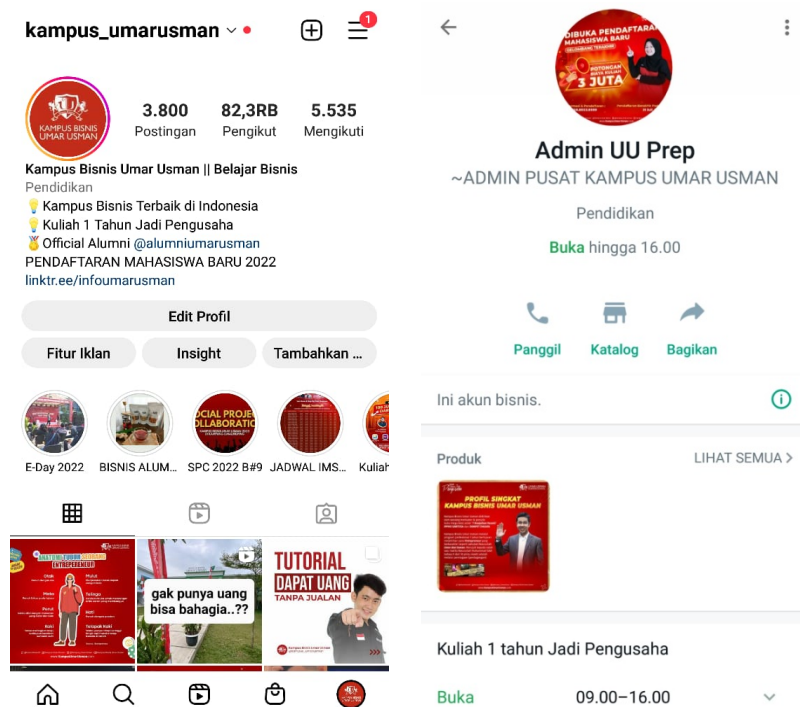 kampus_umarusman
1
KAMPUS BISNIS
UMAR USMAN
3.800
Postingan
82,3RB
Pengikut
5.535
Mengikuti
Kampus Bisnis Umar Usman || Belajar Bisnis
Pendidikan
Kampus Bisnis Terbaik di Indonesia
Kuliah 1 Tahun Jadi Pengusaha
Official Alumni @alumniumarusman
PENDAFTARAN MAHASISWA BARU 2022
linktr.ee/infoumarusman
Edit Profil
Fitur Iklan
Insight
Tambahkan ...
E-Day 2022
BISNIS ALUM...
SPC 2022 B#9
JADWAL IMS...
Kuliah
gak punya uang
bisa bahagia..??
TUTORIAL
DAPAT UANG
TANPA JUALAN
DIBUKA PENDAFTARAN
MAHASISWA BARU
POTONGAN
BIAYA KULIAH
3 JUTA
Admin UU Prep
~ADMIN PUSAT KAMPUS UMAR USMAN
Pendidikan
Buka hingga 16.00
Panggil
Katalog
Bagikan
Ini akun bisnis.
Produk
LIHAT SEMUA
PROFIL SINGKAT
KAMPUS BISNIS UMAR USMAN
Kuliah 1 tahun Jadi Pengusaha
Buka
09.00–16.00